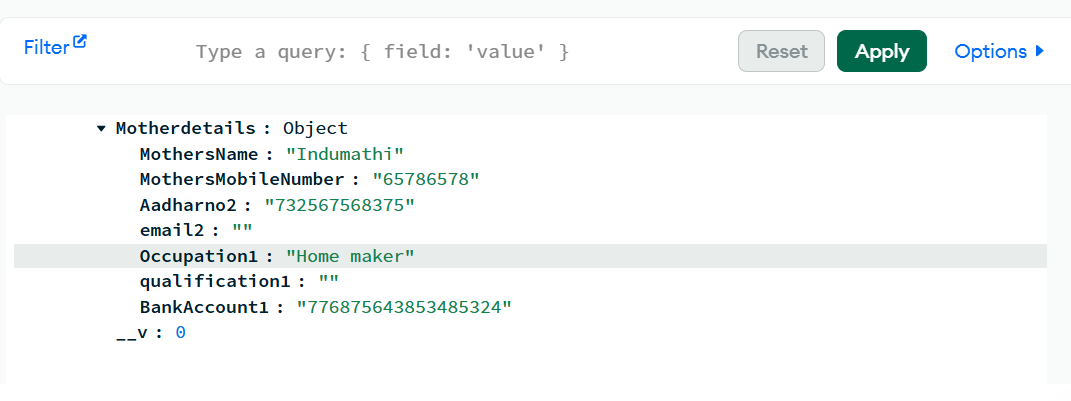 Filter
Type a query: { field: 'value' }
Reset
Apply
Options
Motherdetails : Object
MothersName : "Indumathi"
MothersMobileNumber : "65786578"
Aadharno2 : "732567568375"
email2 : ""
Occupation1 : "Home maker"
qualification1 : ""
BankAccount1 : "776875643853485324"
__v : 0